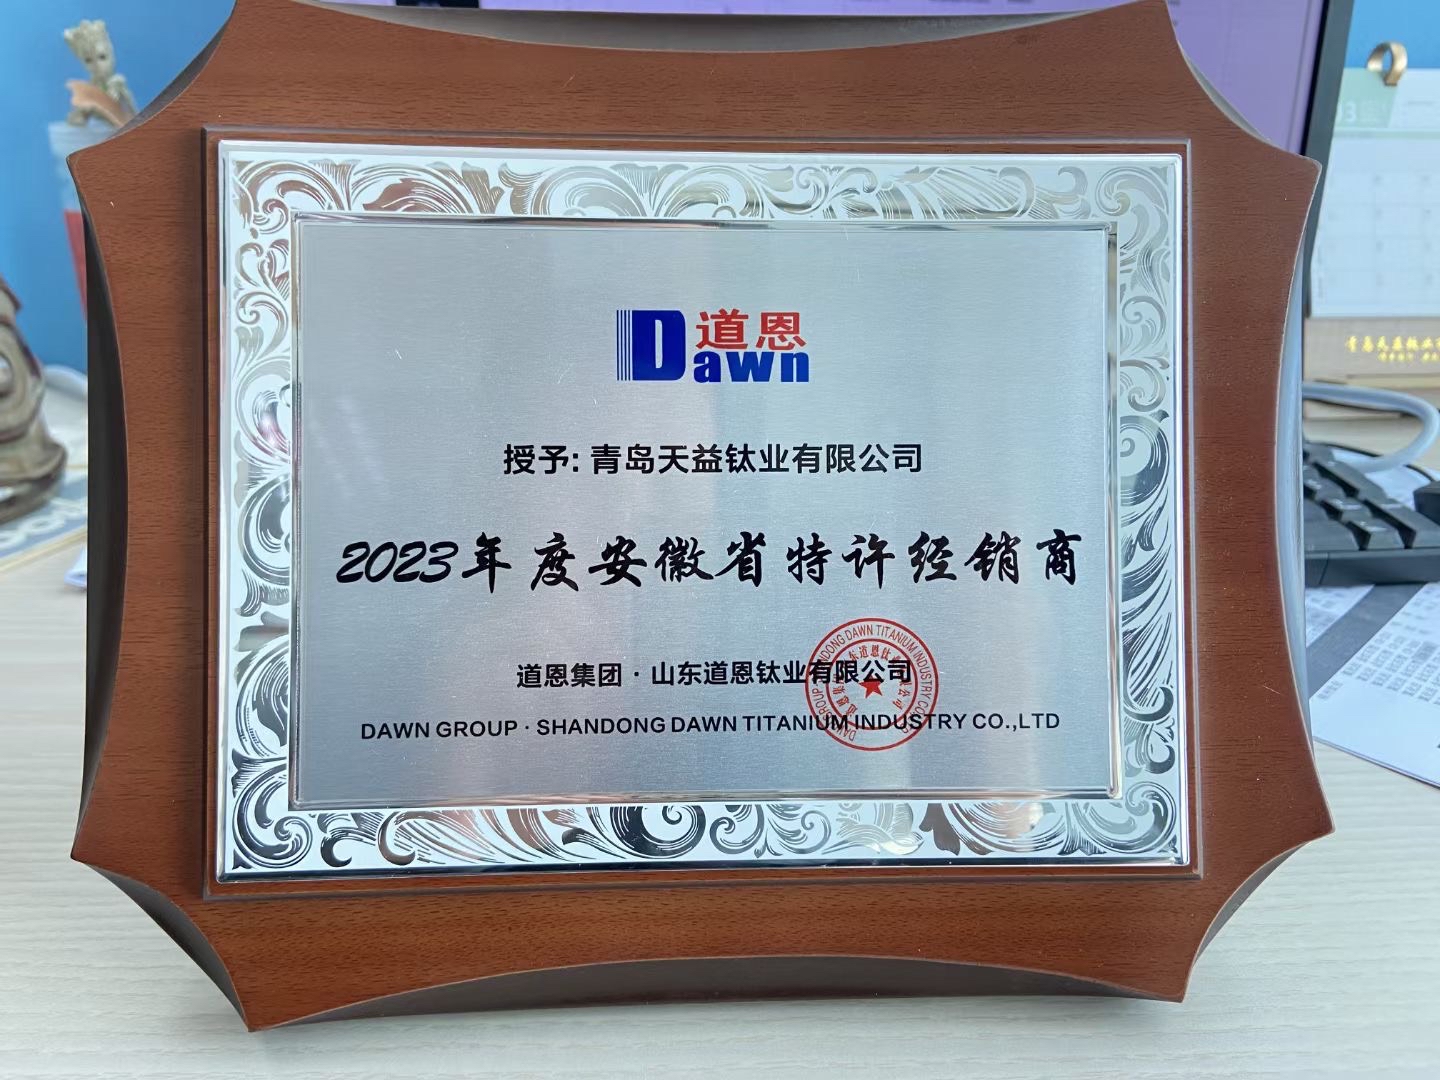 道恩
Dawn
授予: 青岛天益钛业有限公司
2023年度安徽省特许经销商
道恩集团 · 山东道恩钛业有限公司
DAWN GROUP · SHANDONG DAWN TITANIUM INDUSTRY CO.,LTD